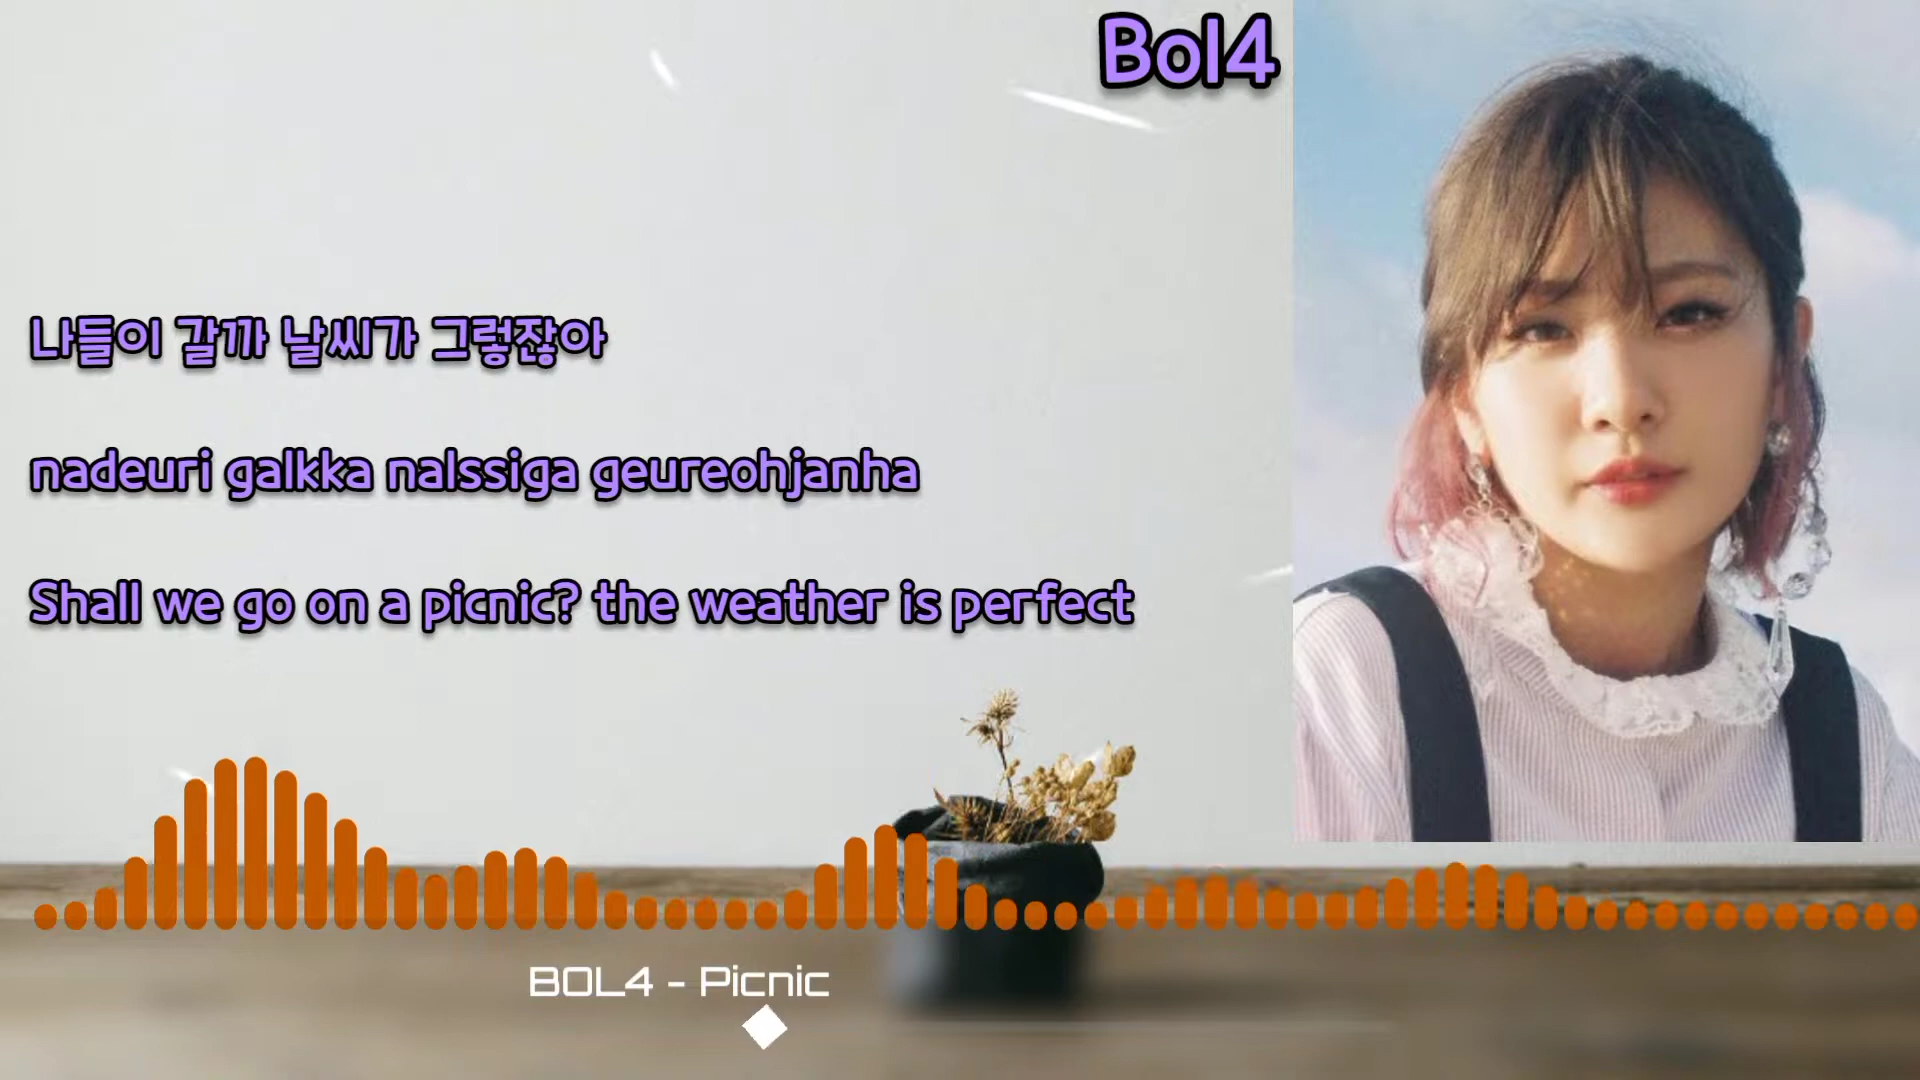 Bol4
나들이 갈까 날씨가 그렇잖아
nadeuri galkka nalssiga geureohjanha
Shall we go on a picnic? the weather is perfect
BOL4 - Picnic